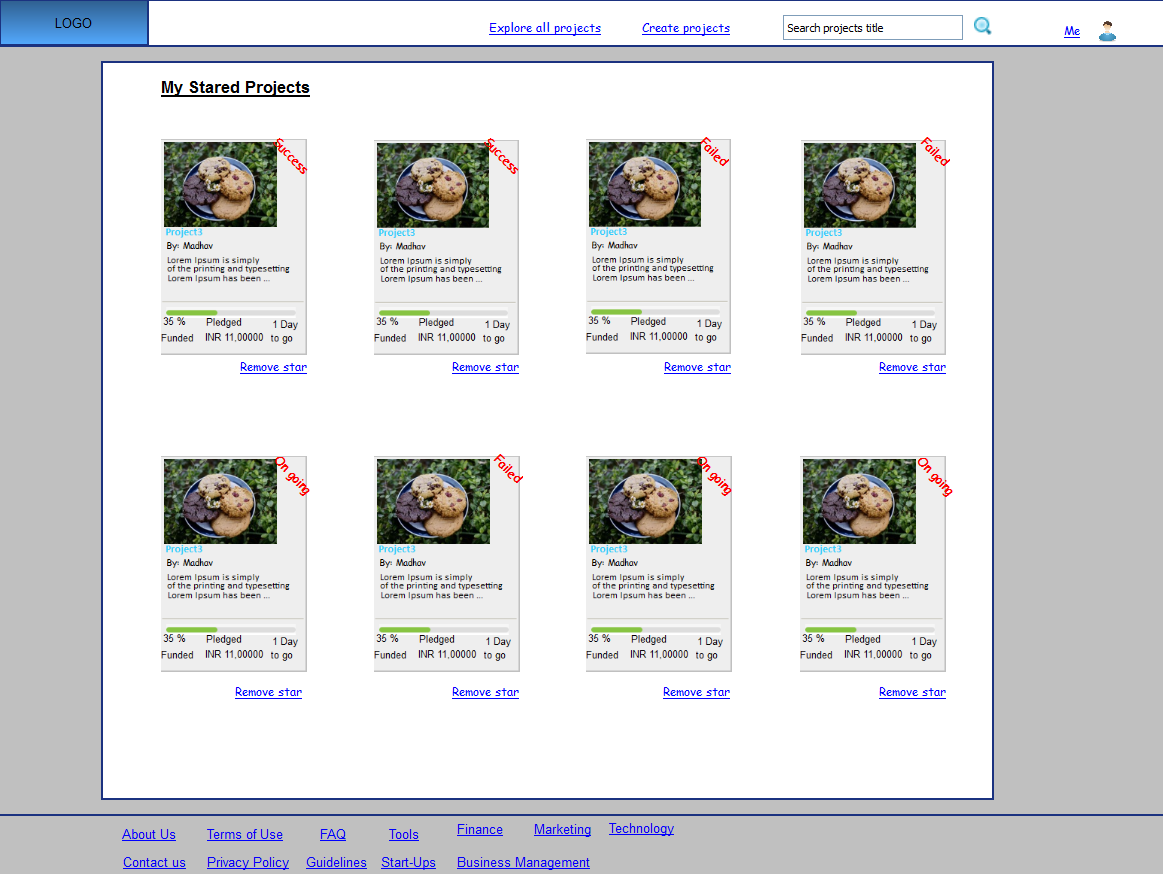 LOGO
Explore all projects Create projects Search projects title Me
My Stared Projects
Success
Project3
By: Madhav
Lorem Ipsum is simply
of the printing and typesetting
Lorem Ipsum has been ...
35 % Pledged 1 Day
Funded INR 11,00000 to go
Remove star
Success
Project3
By: Madhav
Lorem Ipsum is simply
of the printing and typesetting
Lorem Ipsum has been ...
35 % Pledged 1 Day
Funded INR 11,00000 to go
Remove star
Failed
Project3
By: Madhav
Lorem Ipsum is simply
of the printing and typesetting
Lorem Ipsum has been ...
35 % Pledged 1 Day
Funded INR 11,00000 to go
Remove star
Failed
Project3
By: Madhav
Lorem Ipsum is simply
of the printing and typesetting
Lorem Ipsum has been ...
35 % Pledged 1 Day
Funded INR 11,00000 to go
Remove star
On going
Project3
By: Madhav
Lorem Ipsum is simply
of the printing and typesetting
Lorem Ipsum has been ...
35 % Pledged 1 Day
Funded INR 11,00000 to go
Remove star
Failed
Project3
By: Madhav
Lorem Ipsum is simply
of the printing and typesetting
Lorem Ipsum has been ...
35 % Pledged 1 Day
Funded INR 11,00000 to go
Remove star
On going
Project3
By: Madhav
Lorem Ipsum is simply
of the printing and typesetting
Lorem Ipsum has been ...
35 % Pledged 1 Day
Funded INR 11,00000 to go
Remove star
On going
Project3
By: Madhav
Lorem Ipsum is simply
of the printing and typesetting
Lorem Ipsum has been ...
35 % Pledged 1 Day
Funded INR 11,00000 to go
Remove star
About Us Terms of Use FAQ Tools Finance Marketing Technology
Contact us Privacy Policy Guidelines Start-Ups Business Management